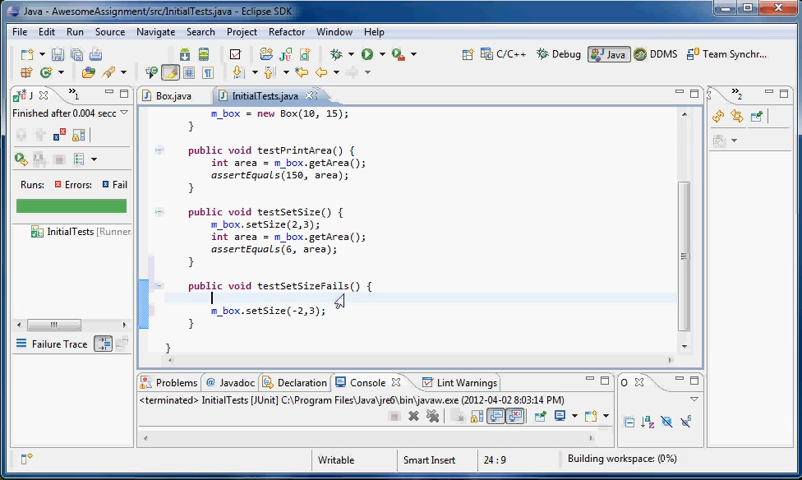 Java - AwesomeAssignment/src/InitialTests.java - Eclipse SDK
File Edit Run Source Navigate Search Project Refactor Window Help
C/C++ Debug Java DDMS Team Synchr...
J 1
Finished after 0.004 secc
Runs: Errors: Fail
InitialTests [Runner:
Failure Trace
Box.java InitialTests.java
m_box = new Box(10, 15);
}
public void testPrintArea() {
int area = m_box.getArea();
assertEquals(150, area);
}
public void testSetSize() {
m_box.setSize(2,3);
int area = m_box.getArea();
assertEquals(6, area);
}
public void testSetSizeFails() {
m_box.setSize(-2,3);
}
}
2
Problems Javadoc Declaration Console Lint Warnings
<terminated> InitialTests [JUnit] C:\Program Files\Java\jre6\bin\javaw.exe (2012-04-02 8:03:14 PM)
O
Writable Smart Insert 24 : 9 Building workspace: (0%)